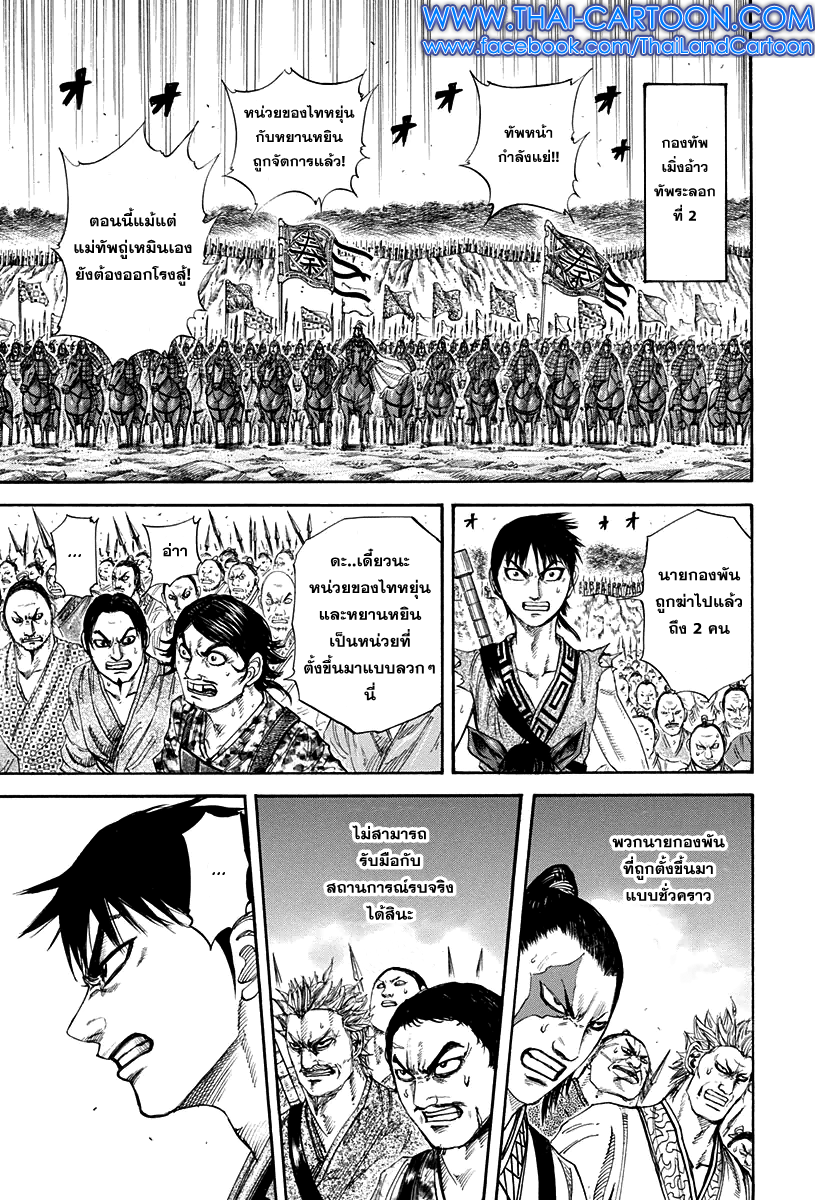 WWW.THAI-CARTOON.COM
www.facebook.com/ThaiLandCartoon
กองทัพ
เมิ่งอ้าว
ทัพระลอก
ที่ 2
ทัพหน้า
กำลังแย่!!
หน่วยของไทหยุ่น
กับหยานหยิน
ถูกจัดการแล้ว!
ตอนนี้แม้แต่
แม่ทัพถู่เหมินเอง
ยังต้องออกโรงสู้!
オ
オ
オ
オ
オ
นายกองพัน
ถูกฆ่าไปแล้ว
ถึง 2 คน
オ
オ
ดะ..เดี๋ยวนะ
หน่วยของไทหยุ่น
และหยานหยิน
เป็นหน่วยที่
ตั้งขึ้นมาแบบลวกๆ
นี่
อ่าา
...
พวกนายกองพัน
ที่ถูกตั้งขึ้นมา
แบบชั่วคราว
ไม่สามารถ
รับมือกับ
สถานการณ์รบจริง
ได้สินะ
...